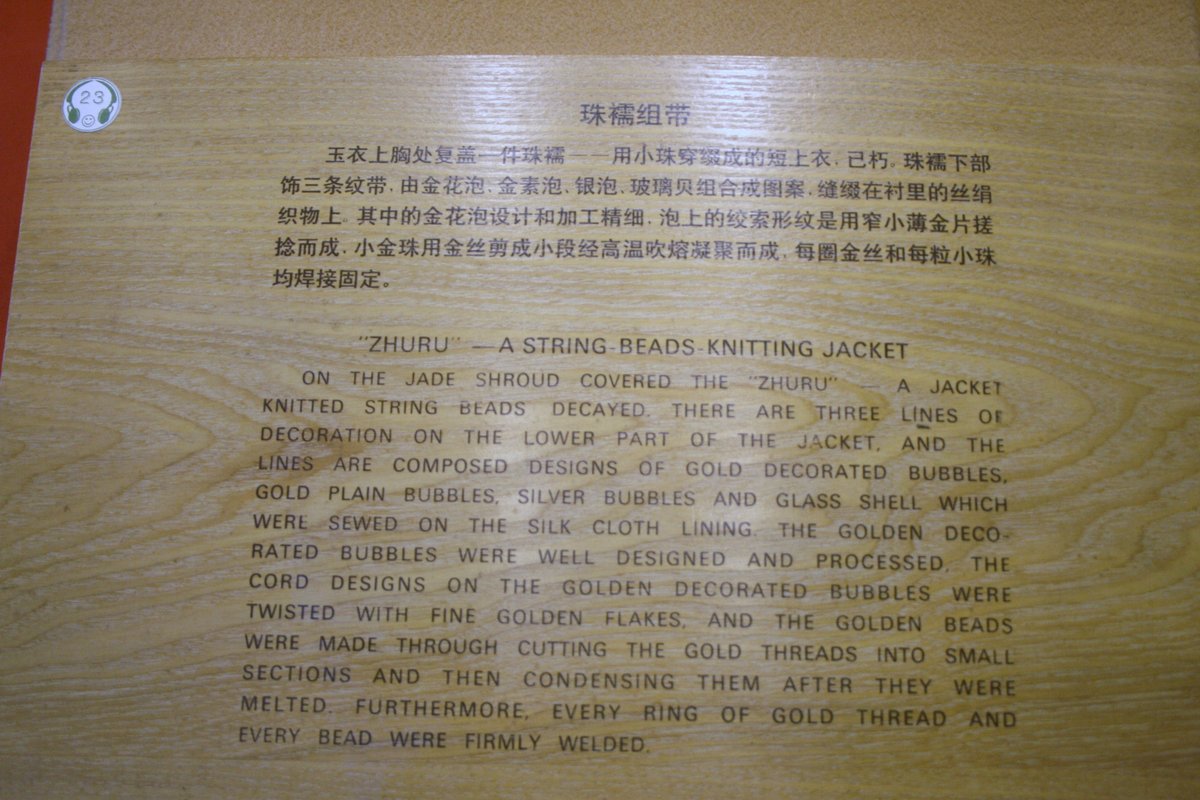 23
珠襦组带
玉衣上胸处复盖一件珠襦——用小珠穿缀成的短上衣，已朽。珠襦下部
饰三条纹带，由金花泡、金素泡、银泡、玻璃贝组合成图案，缝缀在衬里的丝绢
织物上。其中的金花泡设计和加工精细，泡上的绞索形纹是用窄小薄金片搓
捻而成，小金珠用金丝剪成小段经高温吹熔凝聚而成，每圈金丝和每粒小珠
均焊接固定。
"ZHURU" — A STRING-BEADS-KNITTING JACKET
ON THE JADE SHROUD COVERED THE "ZHURU" — A JACKET
KNITTED STRING BEADS DECAYED. THERE ARE THREE LINES OF
DECORATION ON THE LOWER PART OF THE JACKET, AND THE
LINES ARE COMPOSED DESIGNS OF GOLD DECORATED BUBBLES,
GOLD PLAIN BUBBLES, SILVER BUBBLES AND GLASS SHELL WHICH
WERE SEWED ON THE SILK CLOTH LINING. THE GOLDEN DECO-
RATED BUBBLES WERE WELL DESIGNED AND PROCESSED, THE
CORD DESIGNS ON THE GOLDEN DECORATED BUBBLES WERE
TWISTED WITH FINE GOLDEN FLAKES, AND THE GOLDEN BEADS
WERE MADE THROUGH CUTTING THE GOLD THREADS INTO SMALL
SECTIONS AND THEN CONDENSING THEM AFTER THEY WERE
MELTED. FURTHERMORE, EVERY RING OF GOLD THREAD AND
EVERY BEAD WERE FIRMLY WELDED.